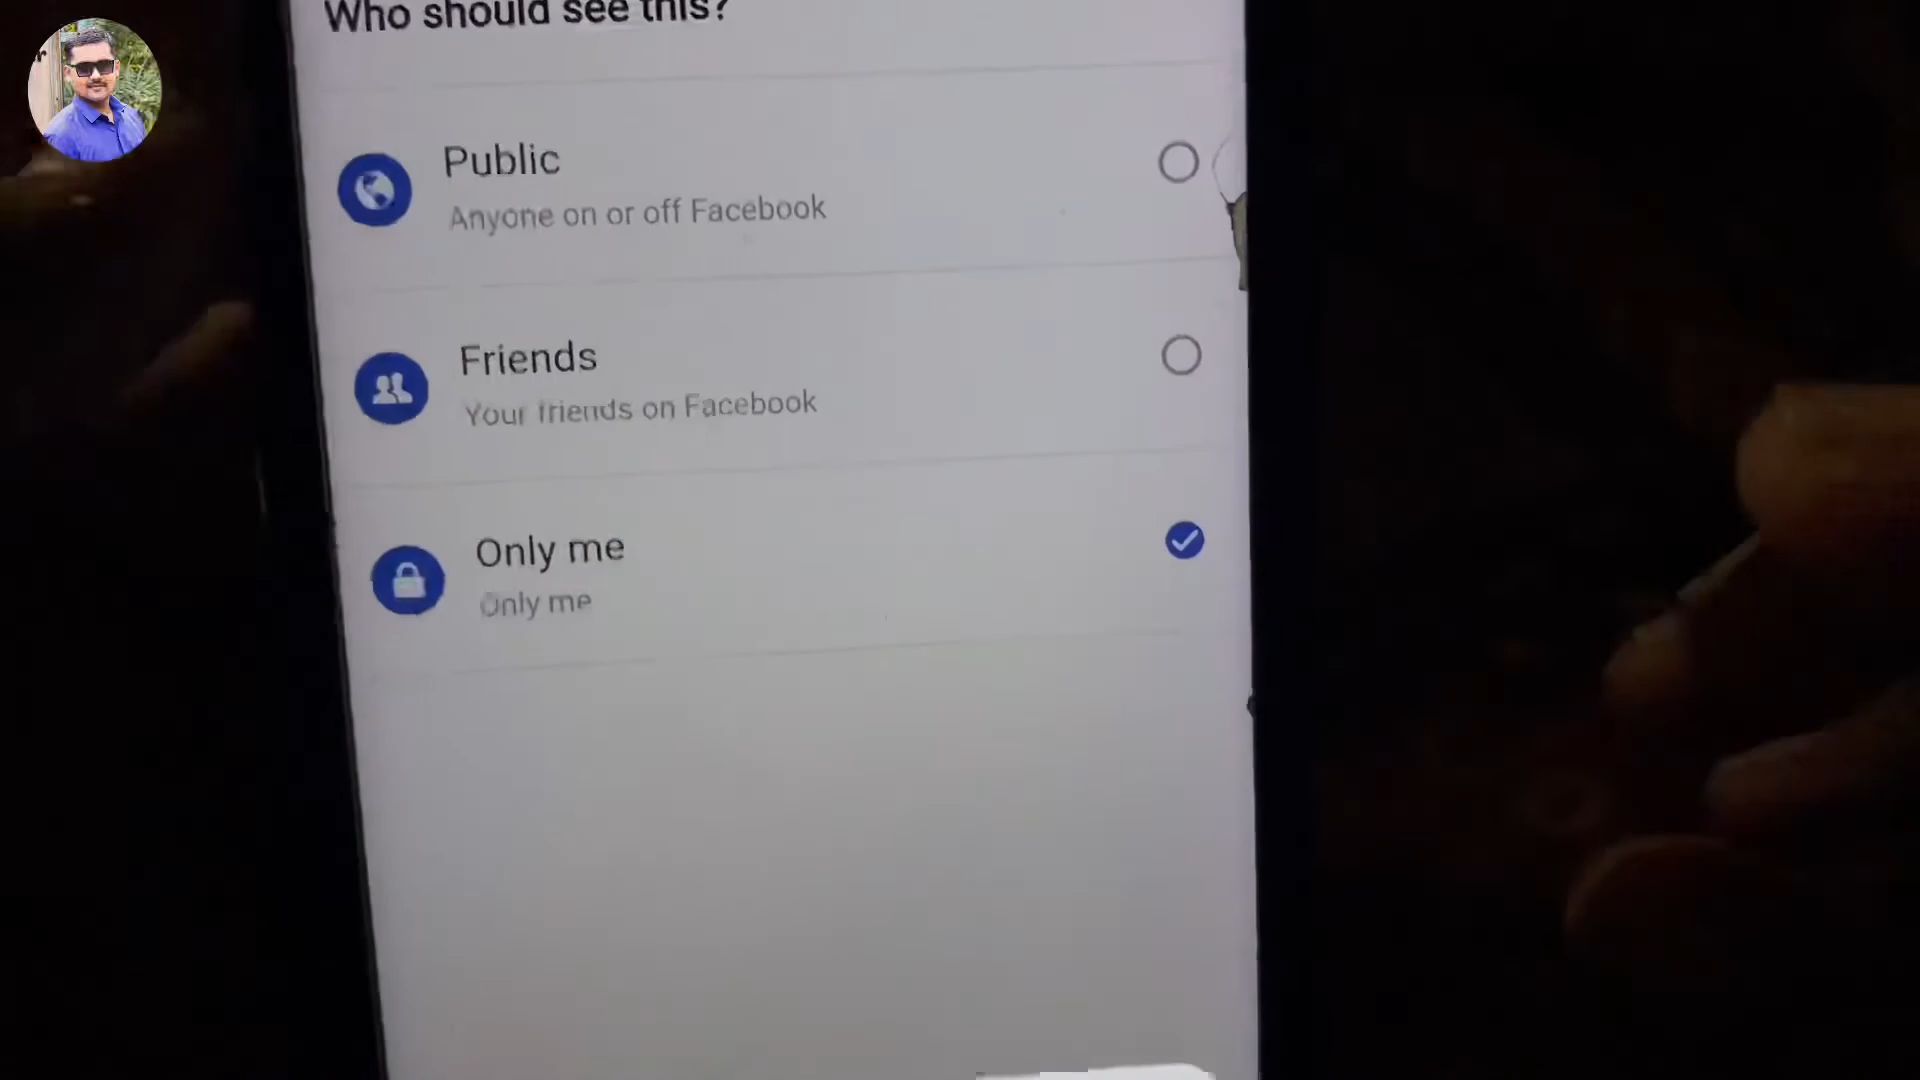 Who should see this?
Public
Anyone on or off Facebook
Friends
Your friends on Facebook
Only me
Only me